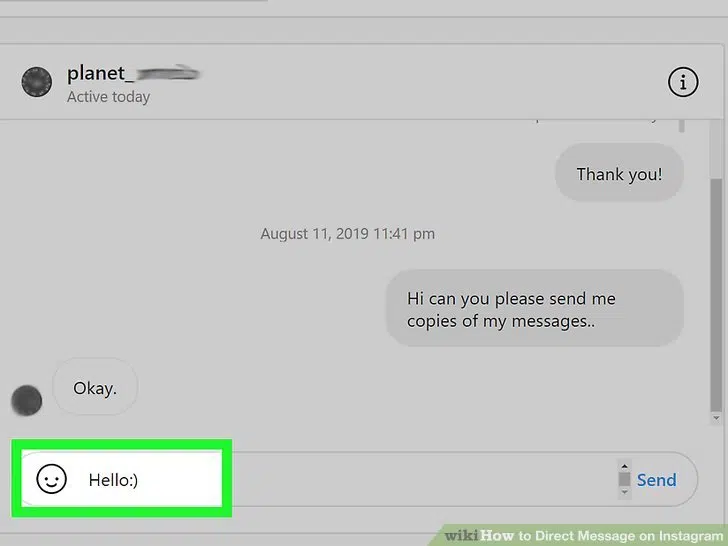 planet_
Active today
Thank you!
August 11, 2019 11:41 pm
Hi can you please send me
copies of my messages..
Okay.
Hello:)
Send
wikiHow to Direct Message on Instagram